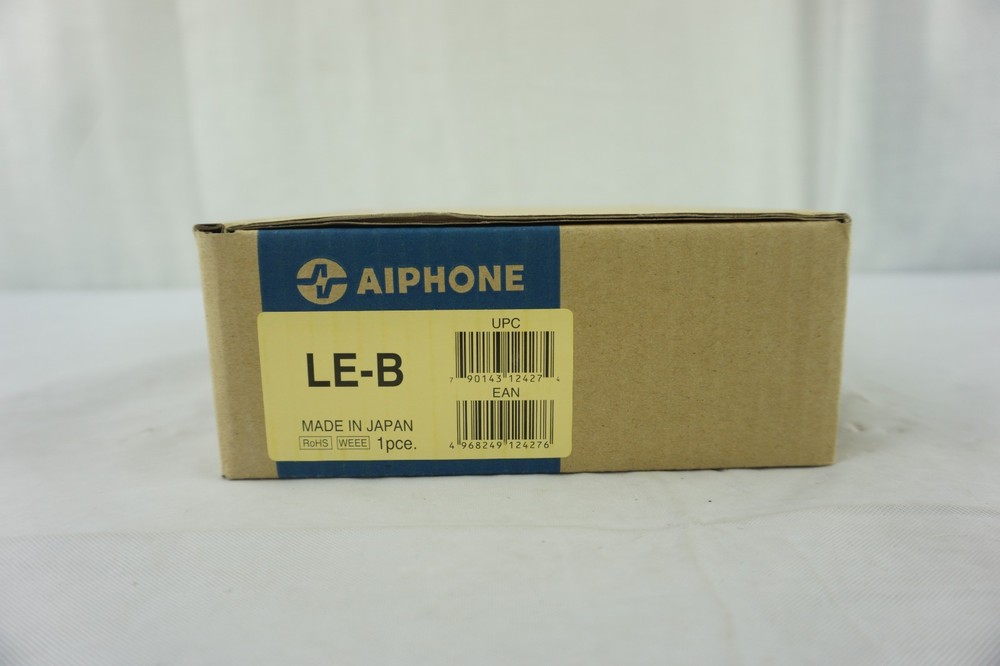 AIPHONE
LE-B
MADE IN JAPAN
RoHS WEEE 1pce.
UPC
7 90143 12427 4
EAN
4 968249 124276